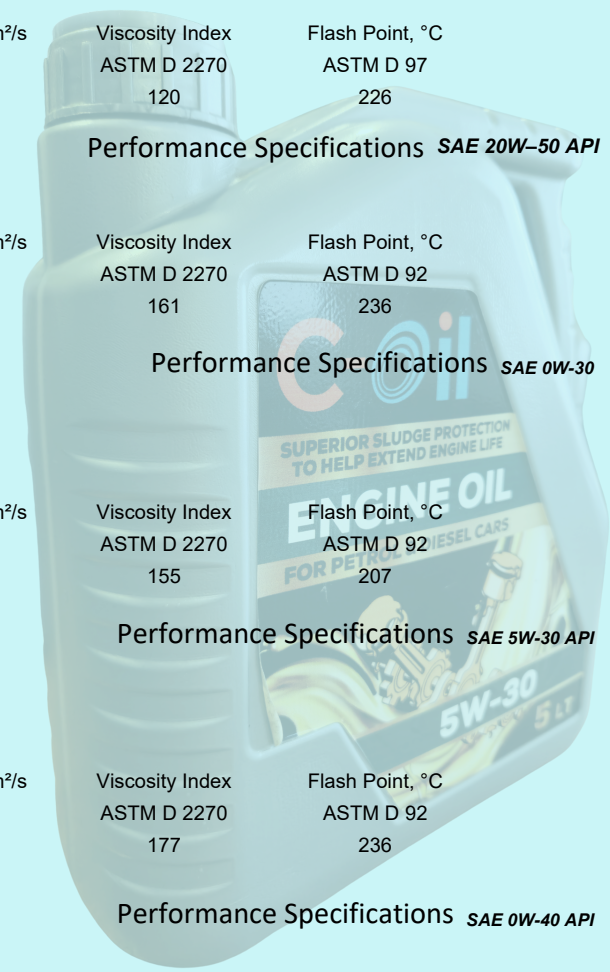 m²/s Viscosity Index Flash Point, °C
ASTM D 2270 ASTM D 97
120 226
Performance Specifications SAE 20W–50 API
m²/s Viscosity Index Flash Point, °C
ASTM D 2270 ASTM D 92
161 236
Performance Specifications SAE 0W-30
C-Oil
SUPERIOR SLUDGE PROTECTION
TO HELP EXTEND ENGINE LIFE
m²/s Viscosity Index Flash Point, °C
ENGINE OIL
ASTM D 2270 ASTM D 92
FOR PETROL DIESEL CARS
155 207
Performance Specifications SAE 5W-30 API
5W-30
5 LT
m²/s Viscosity Index Flash Point, °C
ASTM D 2270 ASTM D 92
177 236
Performance Specifications SAE 0W-40 API